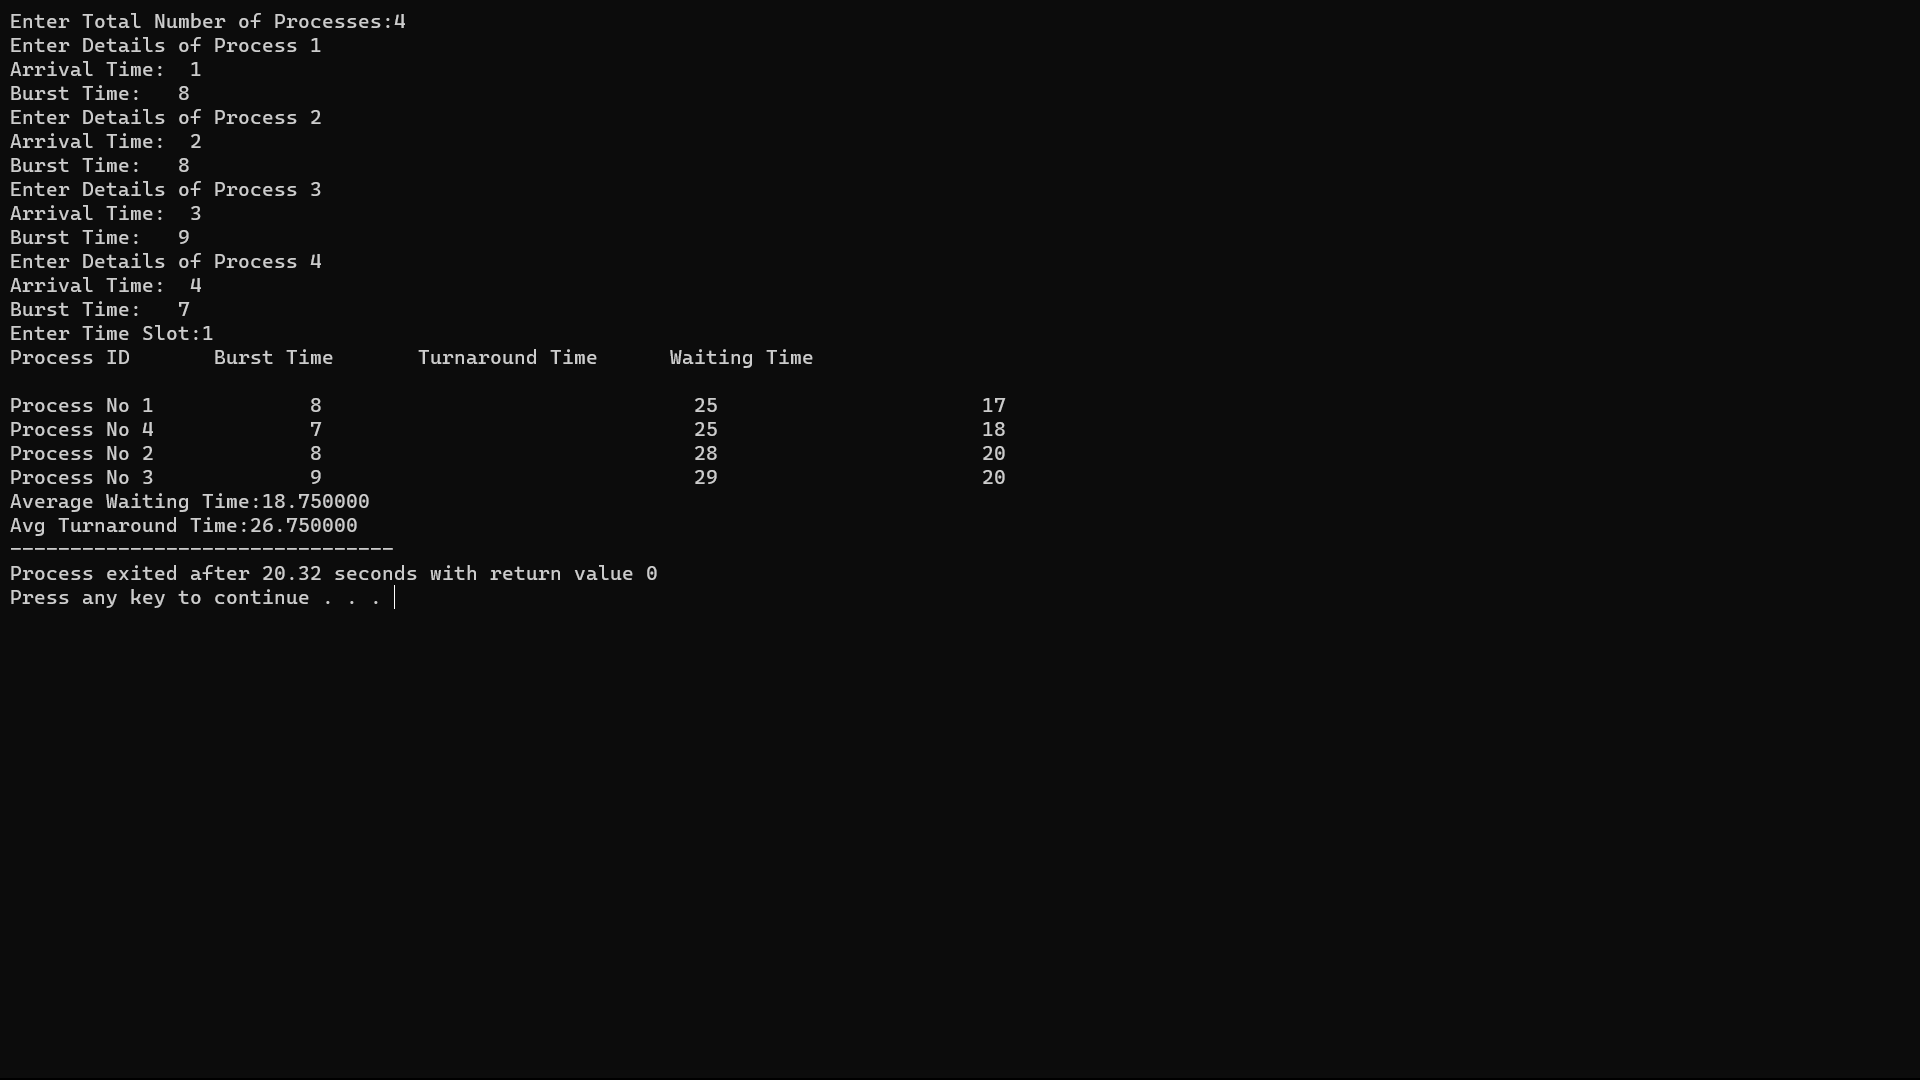 Enter Total Number of Processes:4
Enter Details of Process 1
Arrival Time:  1
Burst Time:   8
Enter Details of Process 2
Arrival Time:  2
Burst Time:   8
Enter Details of Process 3
Arrival Time:  3
Burst Time:   9
Enter Details of Process 4
Arrival Time:  4
Burst Time:   7
Enter Time Slot:1
Process ID       Burst Time       Turnaround Time      Waiting Time
Process No 1             8                               25                      17
Process No 4             7                               25                      18
Process No 2             8                               28                      20
Process No 3             9                               29                      20
Average Waiting Time:18.750000
Avg Turnaround Time:26.750000
--------------------------------
Process exited after 20.32 seconds with return value 0
Press any key to continue . . .